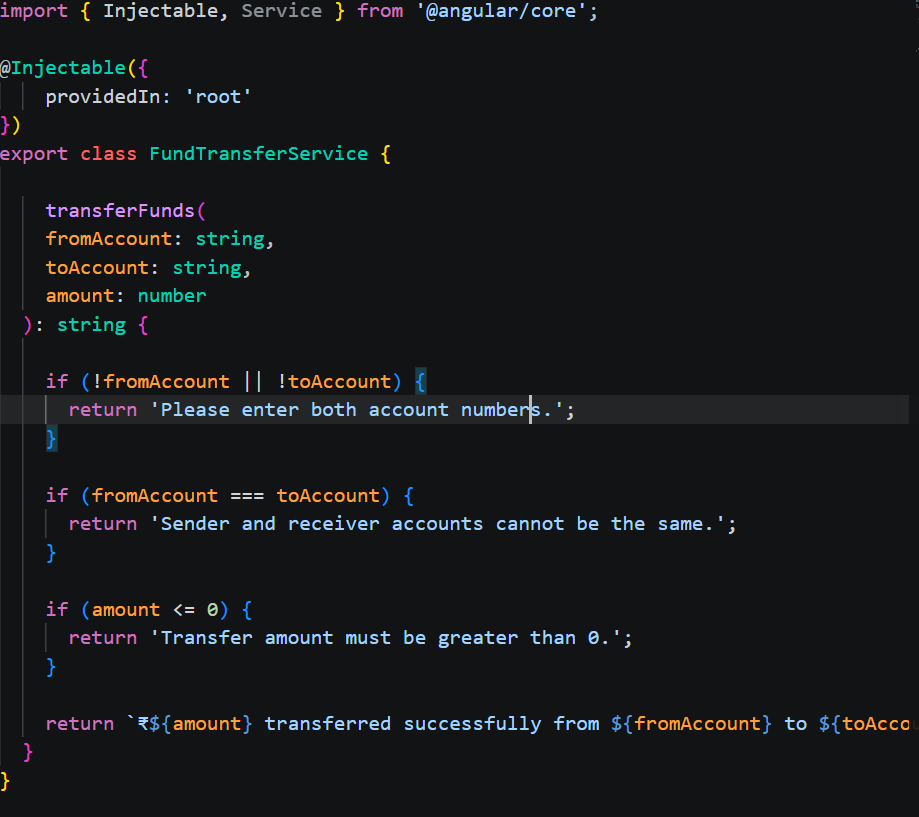 import { Injectable, Service } from '@angular/core';
@Injectable({
providedIn: 'root'
})
export class FundTransferService {
transferFunds(
fromAccount: string,
toAccount: string,
amount: number
): string {
if (!fromAccount || !toAccount) {
return 'Please enter both account numbers.';
}
if (fromAccount === toAccount) {
return 'Sender and receiver accounts cannot be the same.';
}
if (amount <= 0) {
return 'Transfer amount must be greater than 0.';
}
return `₹${amount} transferred successfully from ${fromAccount} to ${toAcco
}
}